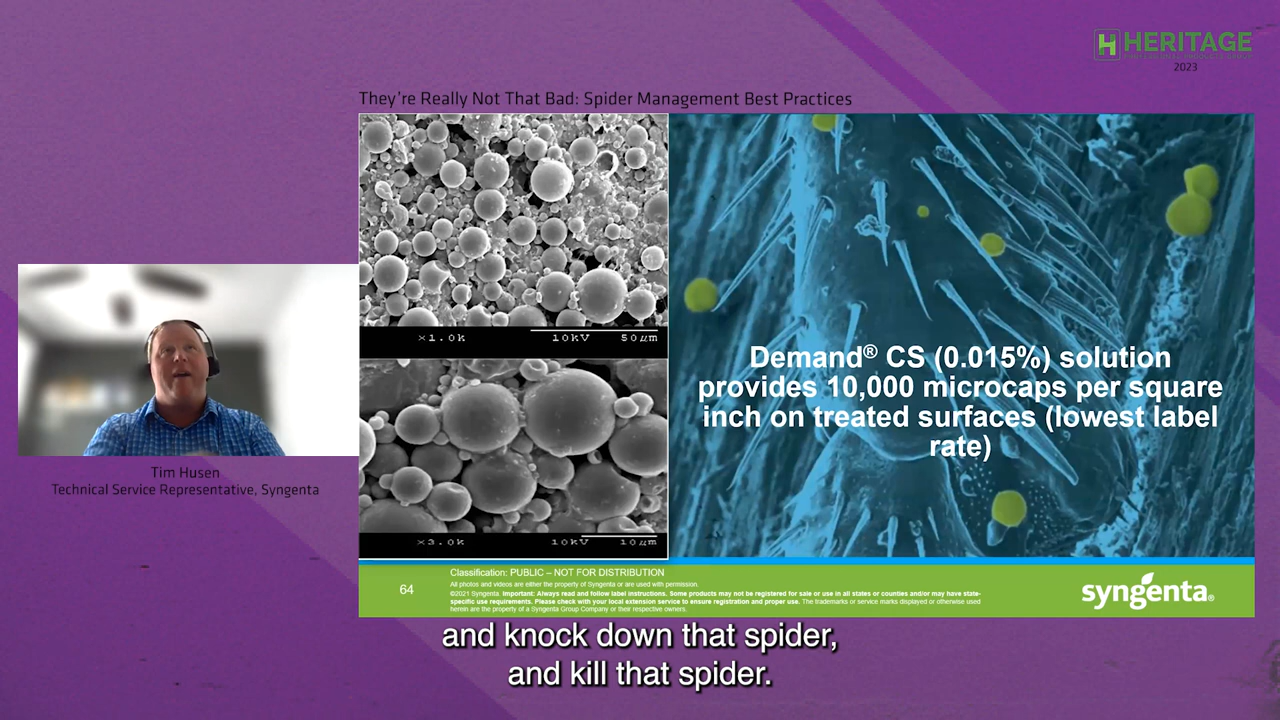 HERITAGE
2023
They're Really Not That Bad: Spider Management Best Practices
×1.0k 10kV 50μm
×3.0k 10kV 10μm
Demand® CS (0.015%) solution
provides 10,000 microcaps per square
inch on treated surfaces (lowest label
rate)
Tim Husen
Technical Service Representative, Syngenta
64
Classification: PUBLIC – NOT FOR DISTRIBUTION
All photos and videos are either the property of Syngenta or are used with permission.
©2021 Syngenta. Important: Always read and follow label instructions. Some products may not be registered for sale or use in all states or counties and/or may have state-
specific use requirements. Please check with your local extension service to ensure registration and proper use. The trademarks or service marks displayed or otherwise used
herein are the property of a Syngenta Group Company or their respective owners.
syngenta®
and knock down that spider,
and kill that spider.